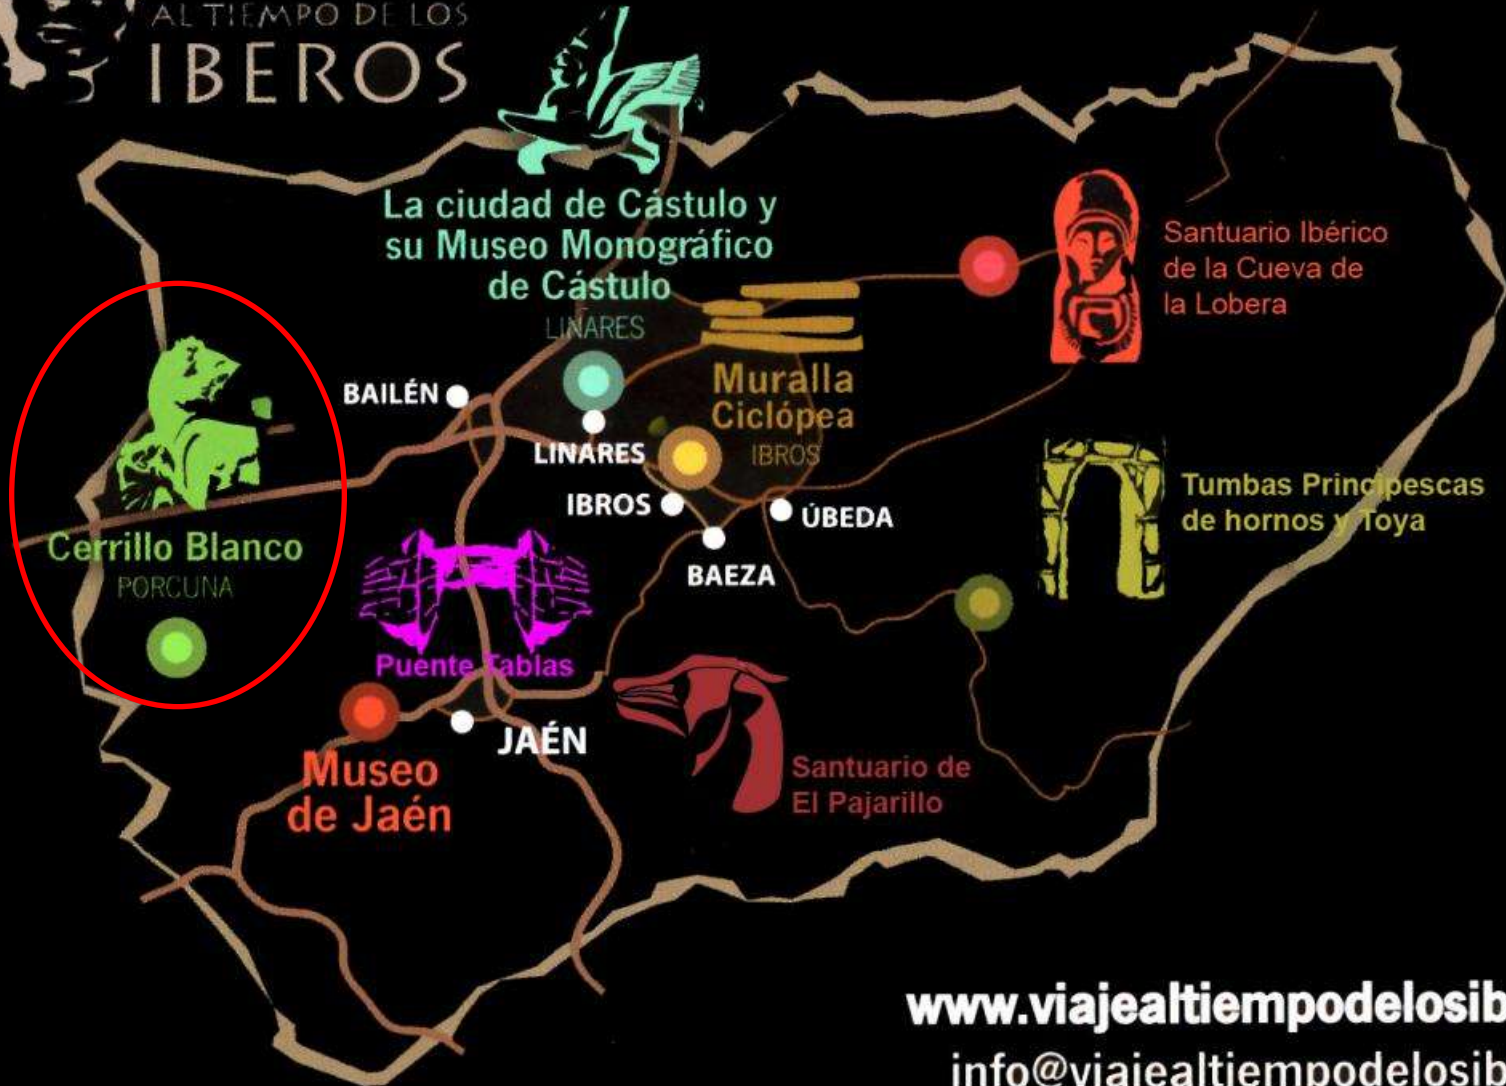 AL TIEMPO DE LOS
IBEROS
La ciudad de Cástulo y
su Museo Monográfico
de Cástulo
LINARES
Santuario Ibérico
de la Cueva de
la Lobera
BAILÉN
Muralla
Ciclópea
IBROS
LINARES
IBROS
ÚBEDA
BAEZA
Tumbas Principescas
de hornos y Toya
Cerrillo Blanco
PORCUNA
Puente Tablas
JAÉN
Museo
de Jaén
Santuario de
El Pajarillo
www.viajealtiempodelosib
info@viajealtiempodelosib